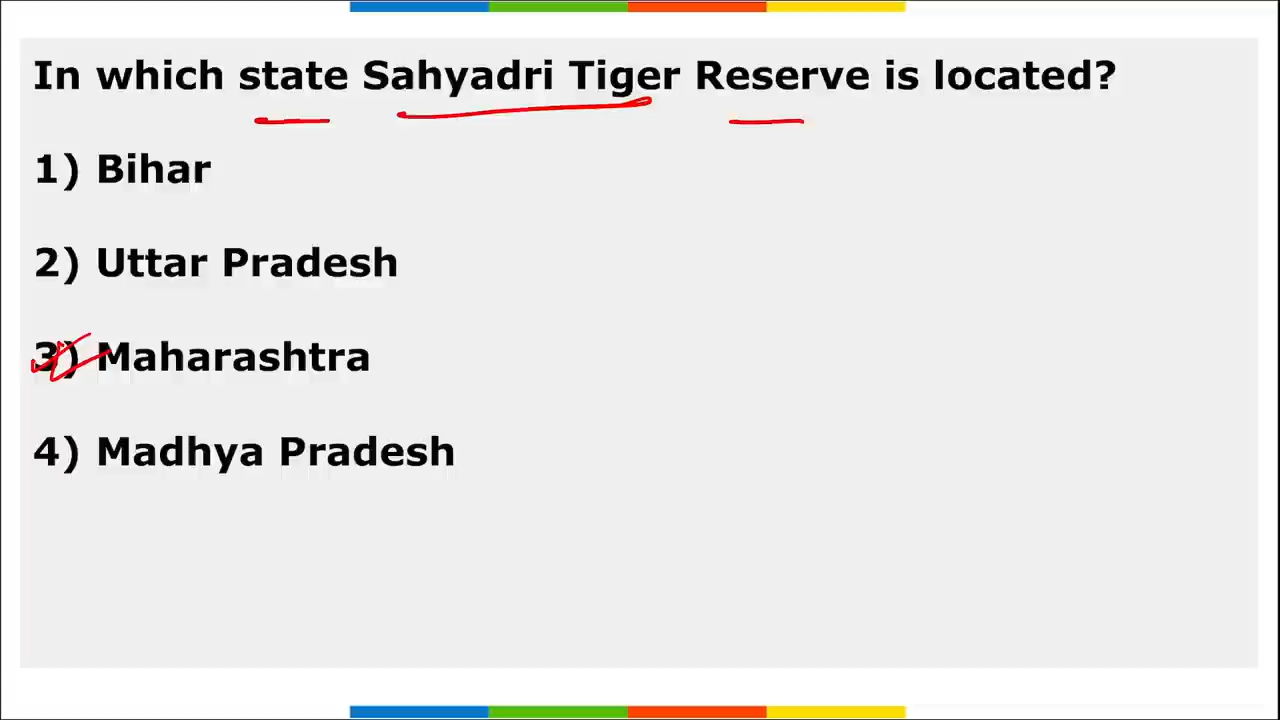 In which state Sahyadri Tiger Reserve is located?
1) Bihar
2) Uttar Pradesh
3) Maharashtra
4) Madhya Pradesh